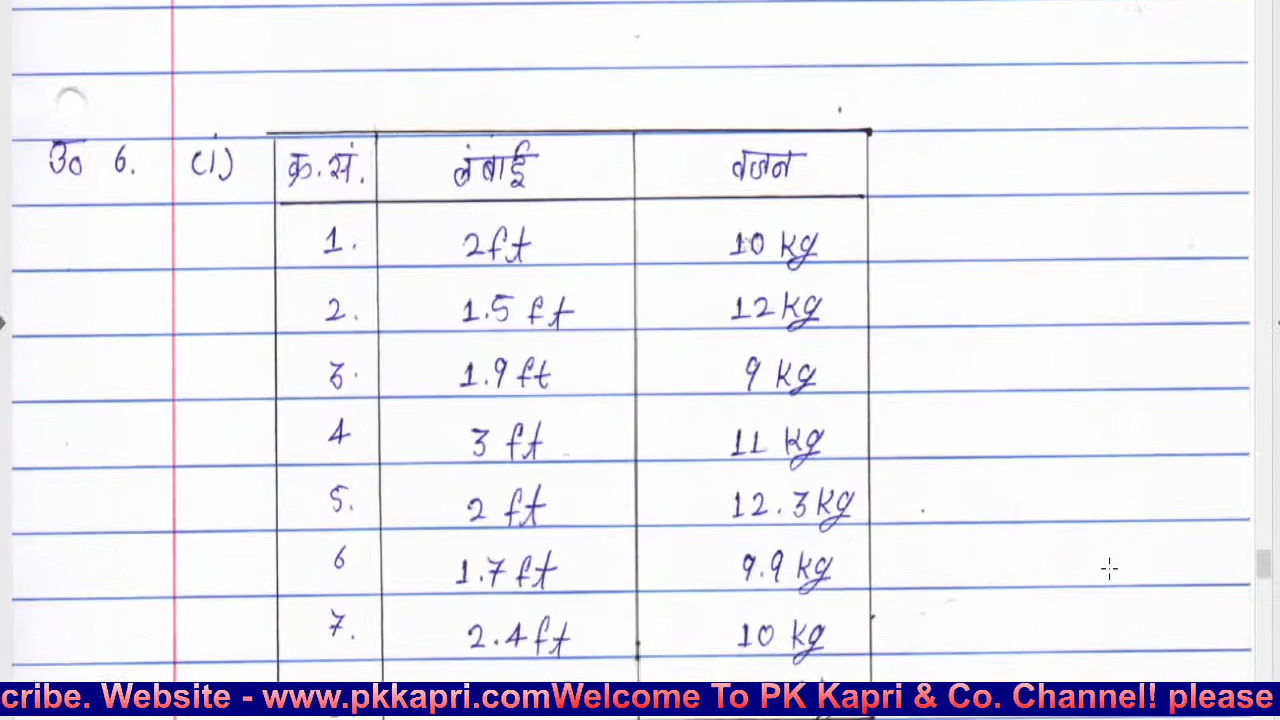 उ० 6. (i) क्र.सं. लंबाई वजन
1. 2ft 10 kg
2. 1.5 ft 12 kg
3. 1.9 ft 9 kg
4 3 ft 11 kg
5. 2 ft 12.3 kg
6 1.7 ft 9.9 kg
7. 2.4 ft 10 kg
cribe. Website - www.pkkapri.comWelcome To PK Kapri & Co. Channel! please